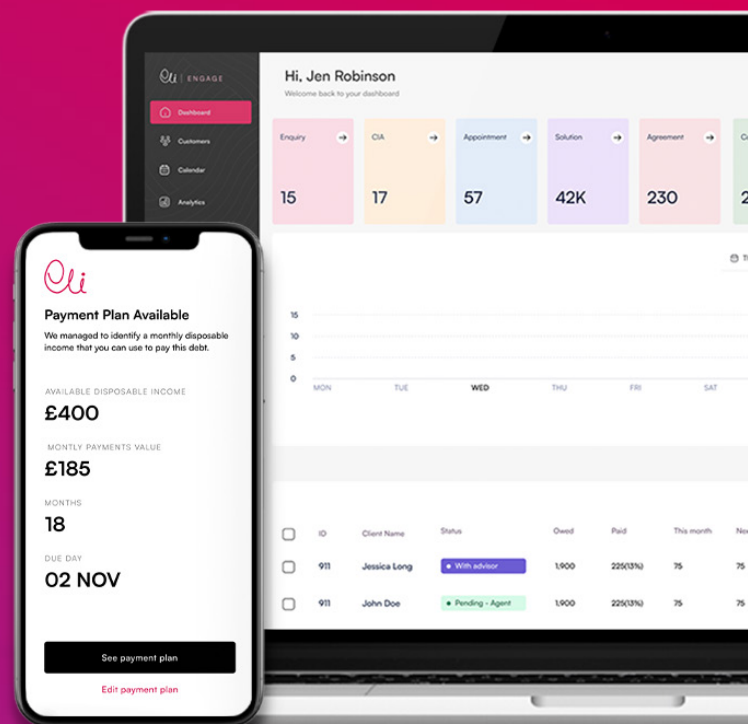 Eli | ENGAGE
Dashboard
Customers
Calendar
Analytics
Hi, Jen Robinson
Welcome back to your dashboard
Enquiry
15
CIA
17
Appointment
57
Solution
42K
Agreement
230
C
2
15
10
5
0
MON TUE WED THU FRI SAT
ID Client Name Status Owed Paid This month
911 Jessica Long With advisor 1,900 225(13%) 75 75
911 John Doe Pending - Agent 1,900 225(13%) 75 75
Eli
Payment Plan Available
We managed to identify a monthly disposable
income that you can use to pay this debt.
AVAILABLE DISPOSABLE INCOME
£400
MONTLY PAYMENTS VALUE
£185
MONTHS
18
DUE DAY
02 NOV
See payment plan
Edit payment plan